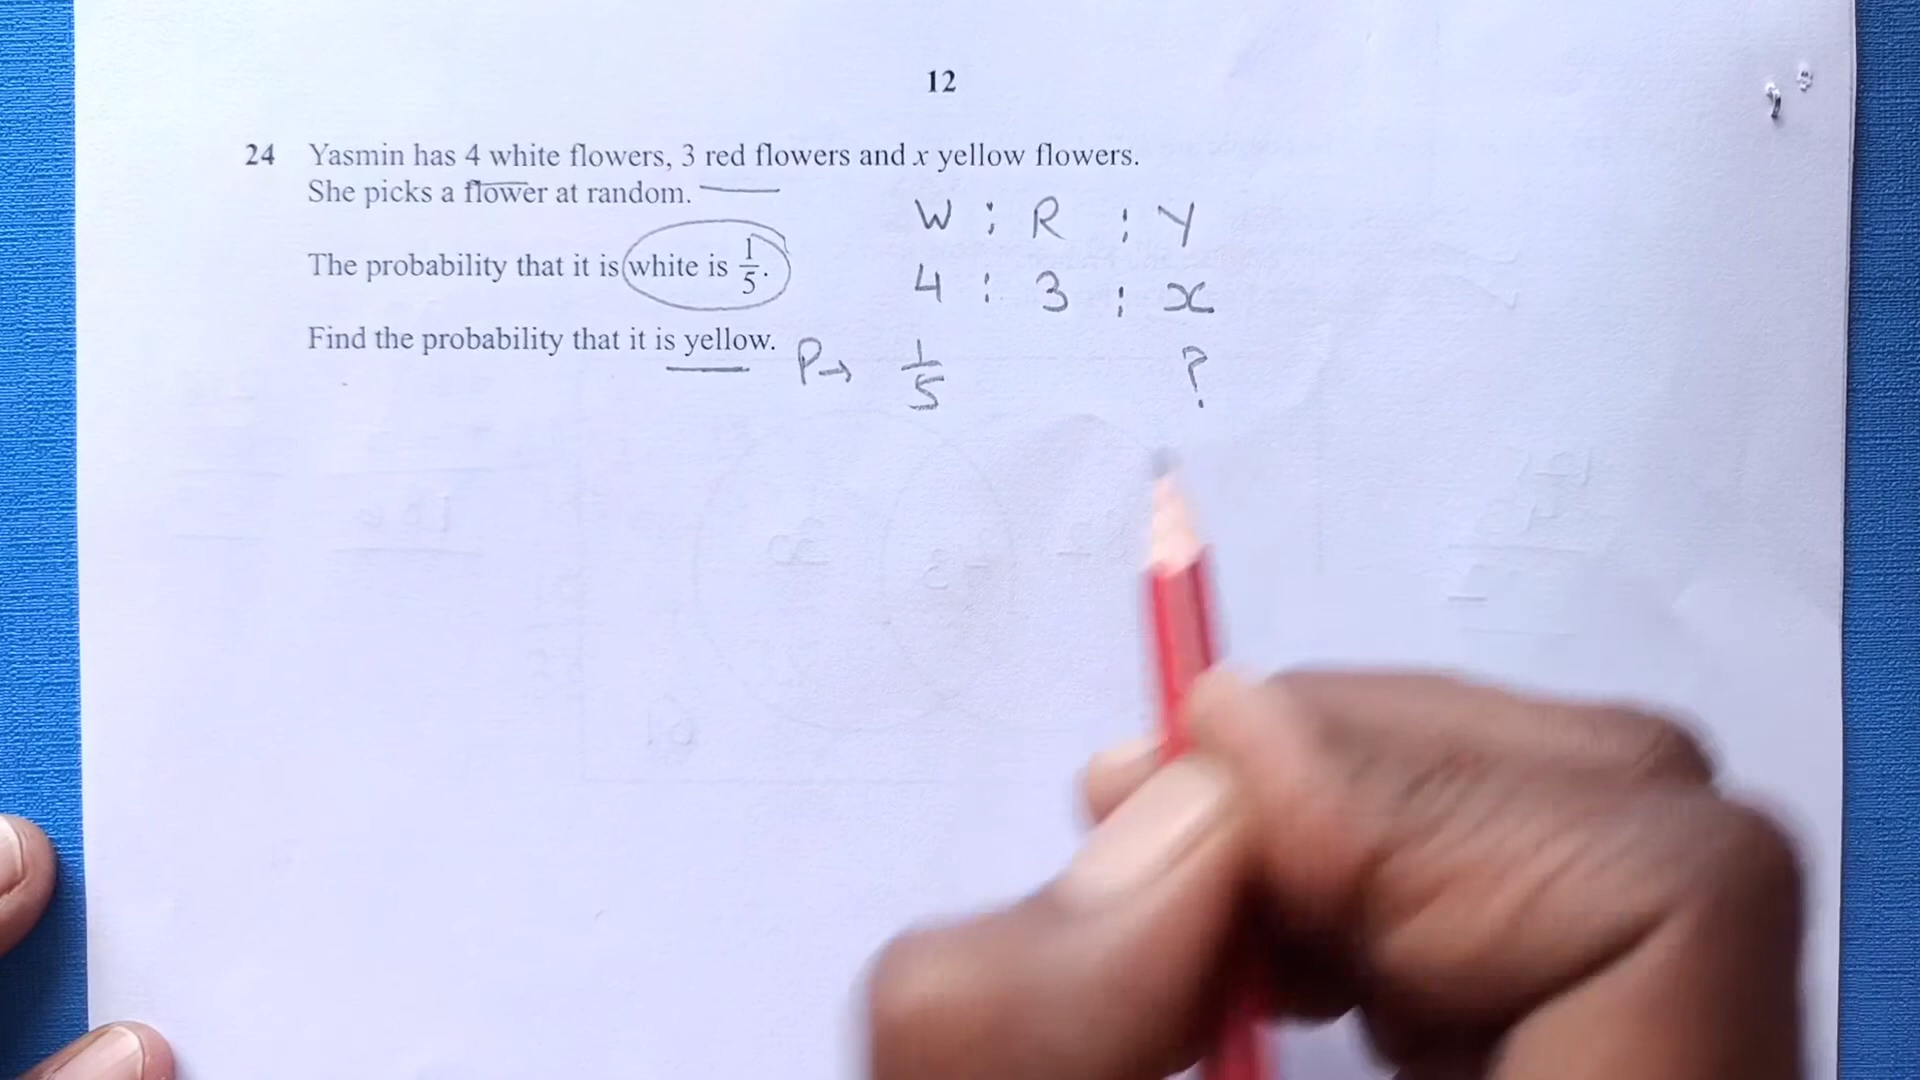 12
24 Yasmin has 4 white flowers, 3 red flowers and x yellow flowers.
She picks a flower at random.
W : R : Y
The probability that it is white is 1/5.
4 : 3 : x
Find the probability that it is yellow.
P→ 1/5 ?